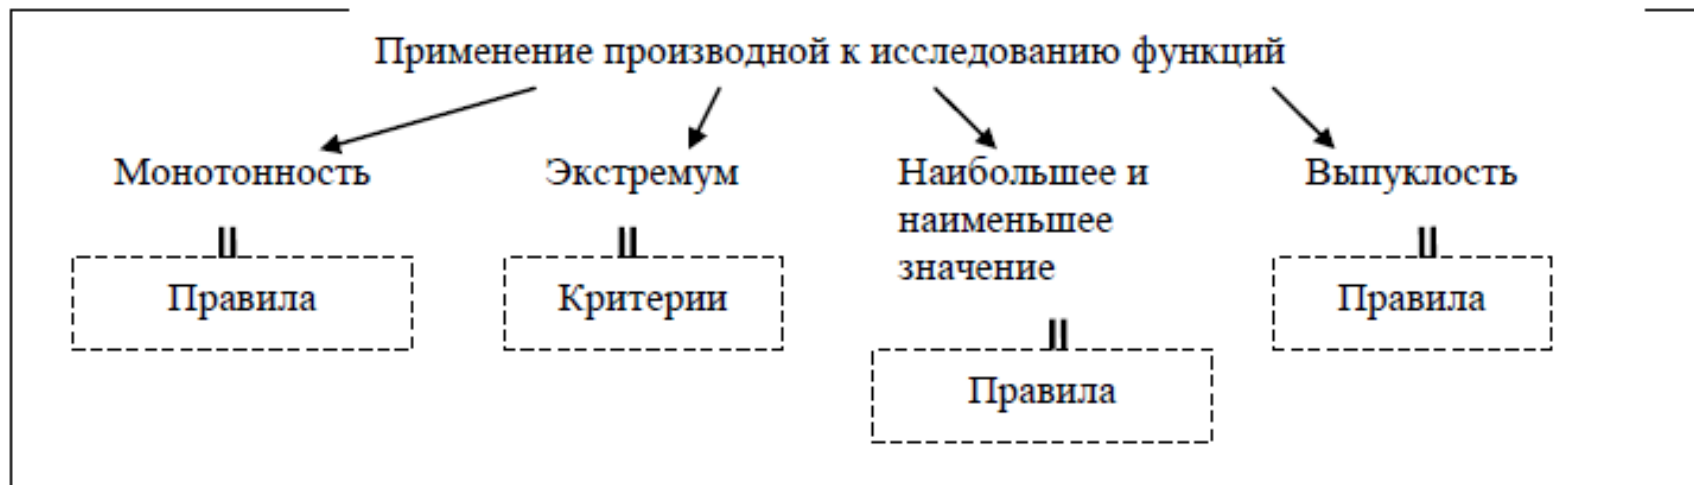 Применение производной к исследованию функций
Монотонность
Экстремум
Наибольшее и
наименьшее
значение
Выпуклость
Правила
Критерии
Правила
Правила